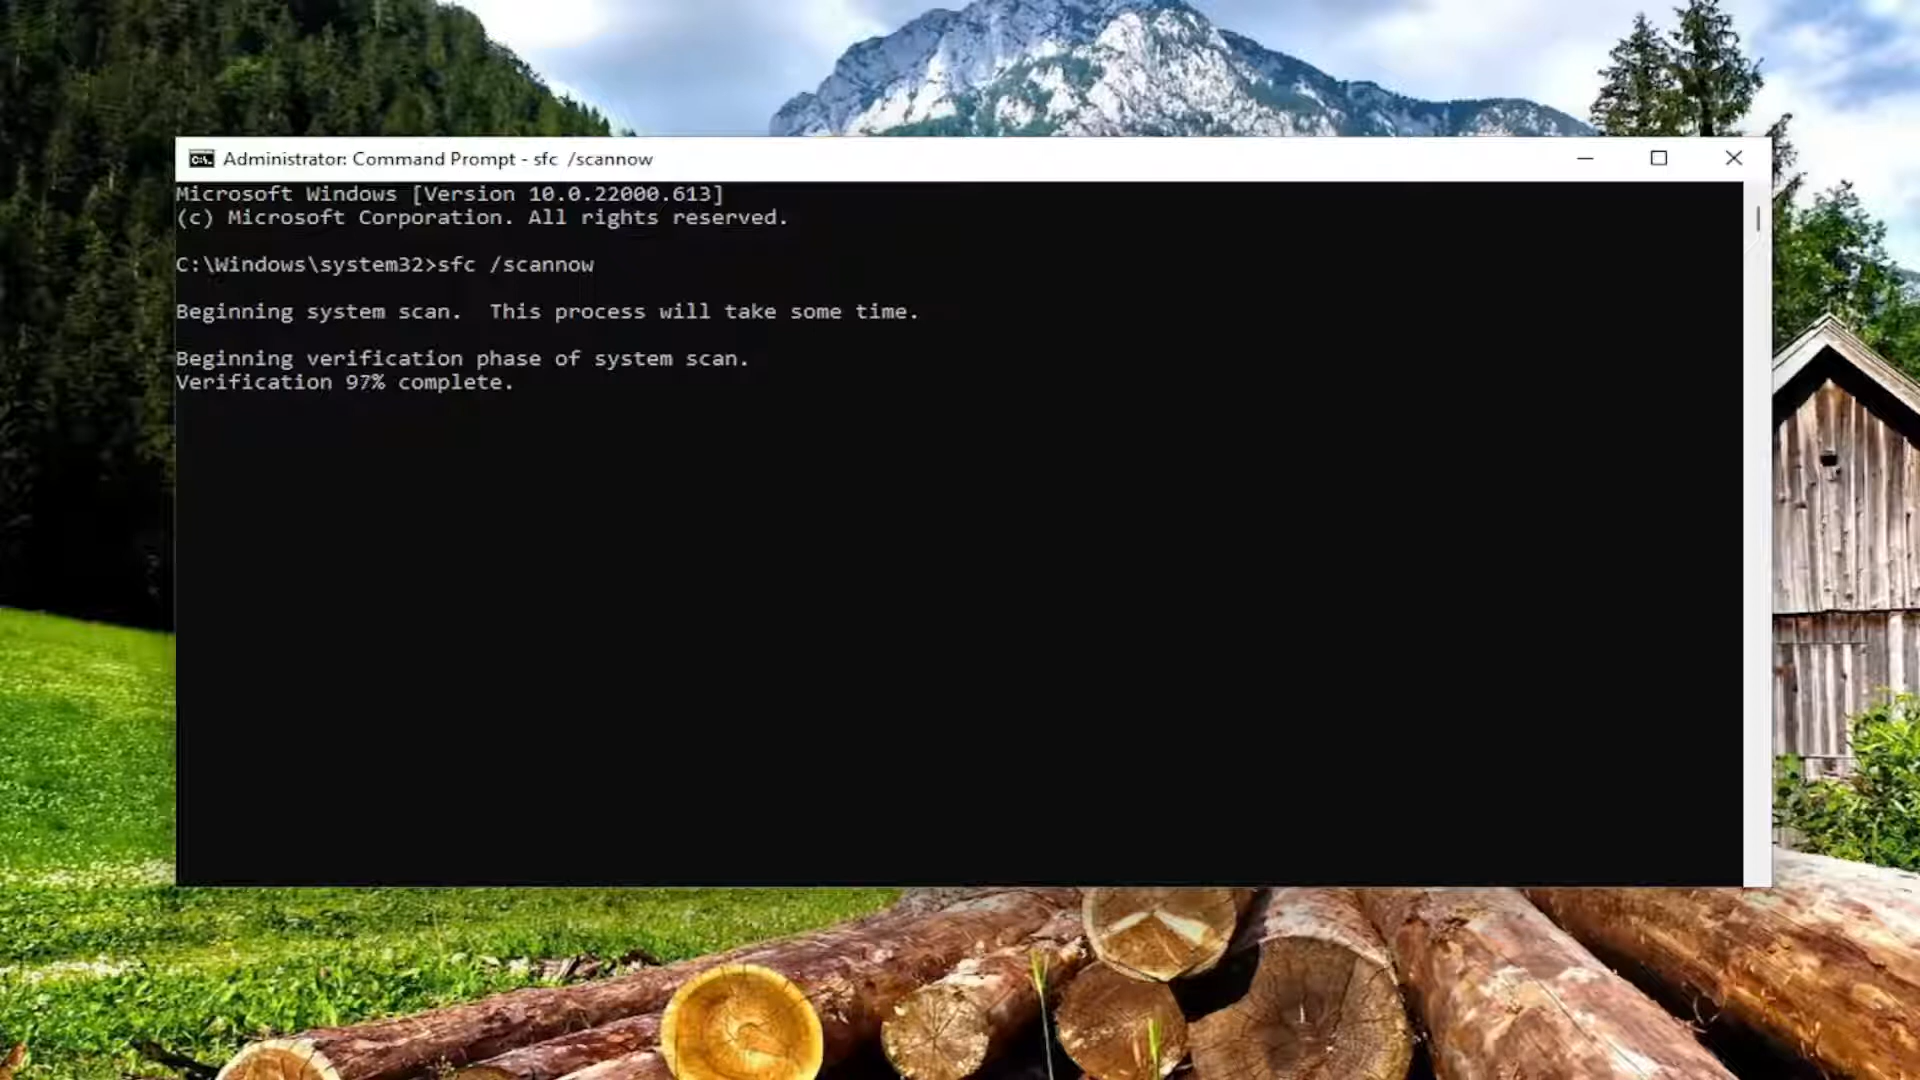 Administrator: Command Prompt - sfc  /scannow
Microsoft Windows [Version 10.0.22000.613]
(c) Microsoft Corporation. All rights reserved.
C:\Windows\system32>sfc /scannow
Beginning system scan.  This process will take some time.
Beginning verification phase of system scan.
Verification 97% complete.